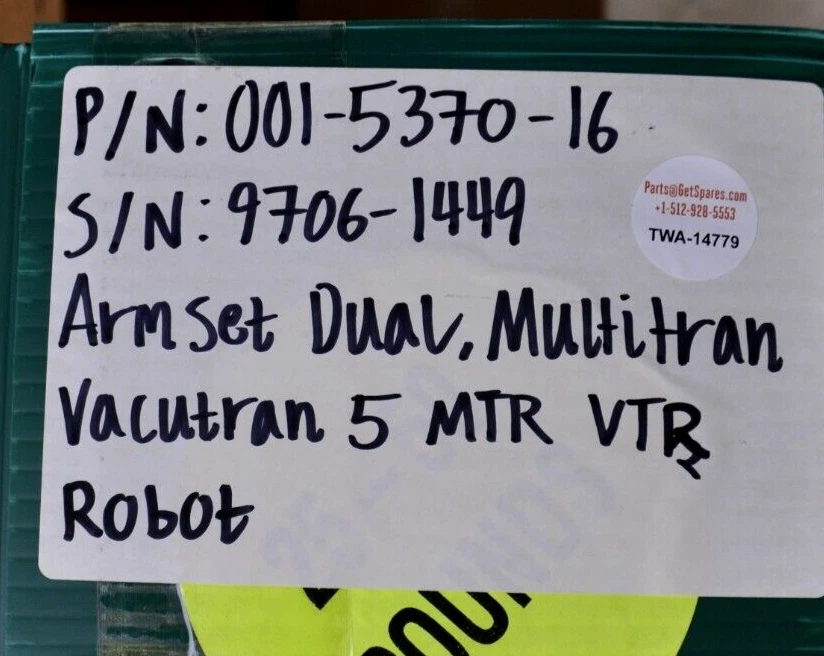 P/N: 001-5370-16
S/N: 9706-1449
Parts@GetSpares.com
+1-512-928-5553
TWA-14779
Armset Dual, Multitran
Vacutran 5 MTR VTR
Robot